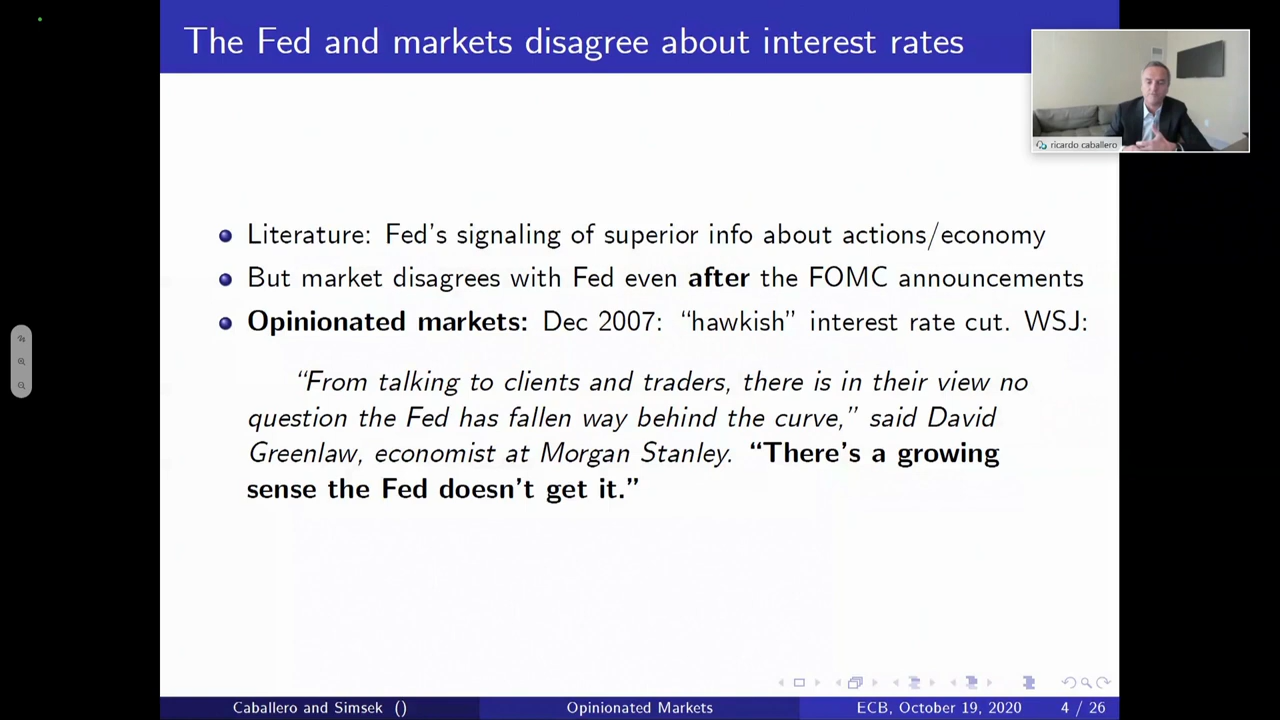 The Fed and markets disagree about interest rates
ricardo caballero
Literature: Fed's signaling of superior info about actions/economy
But market disagrees with Fed even after the FOMC announcements
Opinionated markets: Dec 2007: “hawkish” interest rate cut. WSJ:
“From talking to clients and traders, there is in their view no
question the Fed has fallen way behind the curve,” said David
Greenlaw, economist at Morgan Stanley. “There's a growing
sense the Fed doesn't get it.”
Caballero and Simsek ()
Opinionated Markets
ECB, October 19, 2020
4 / 26